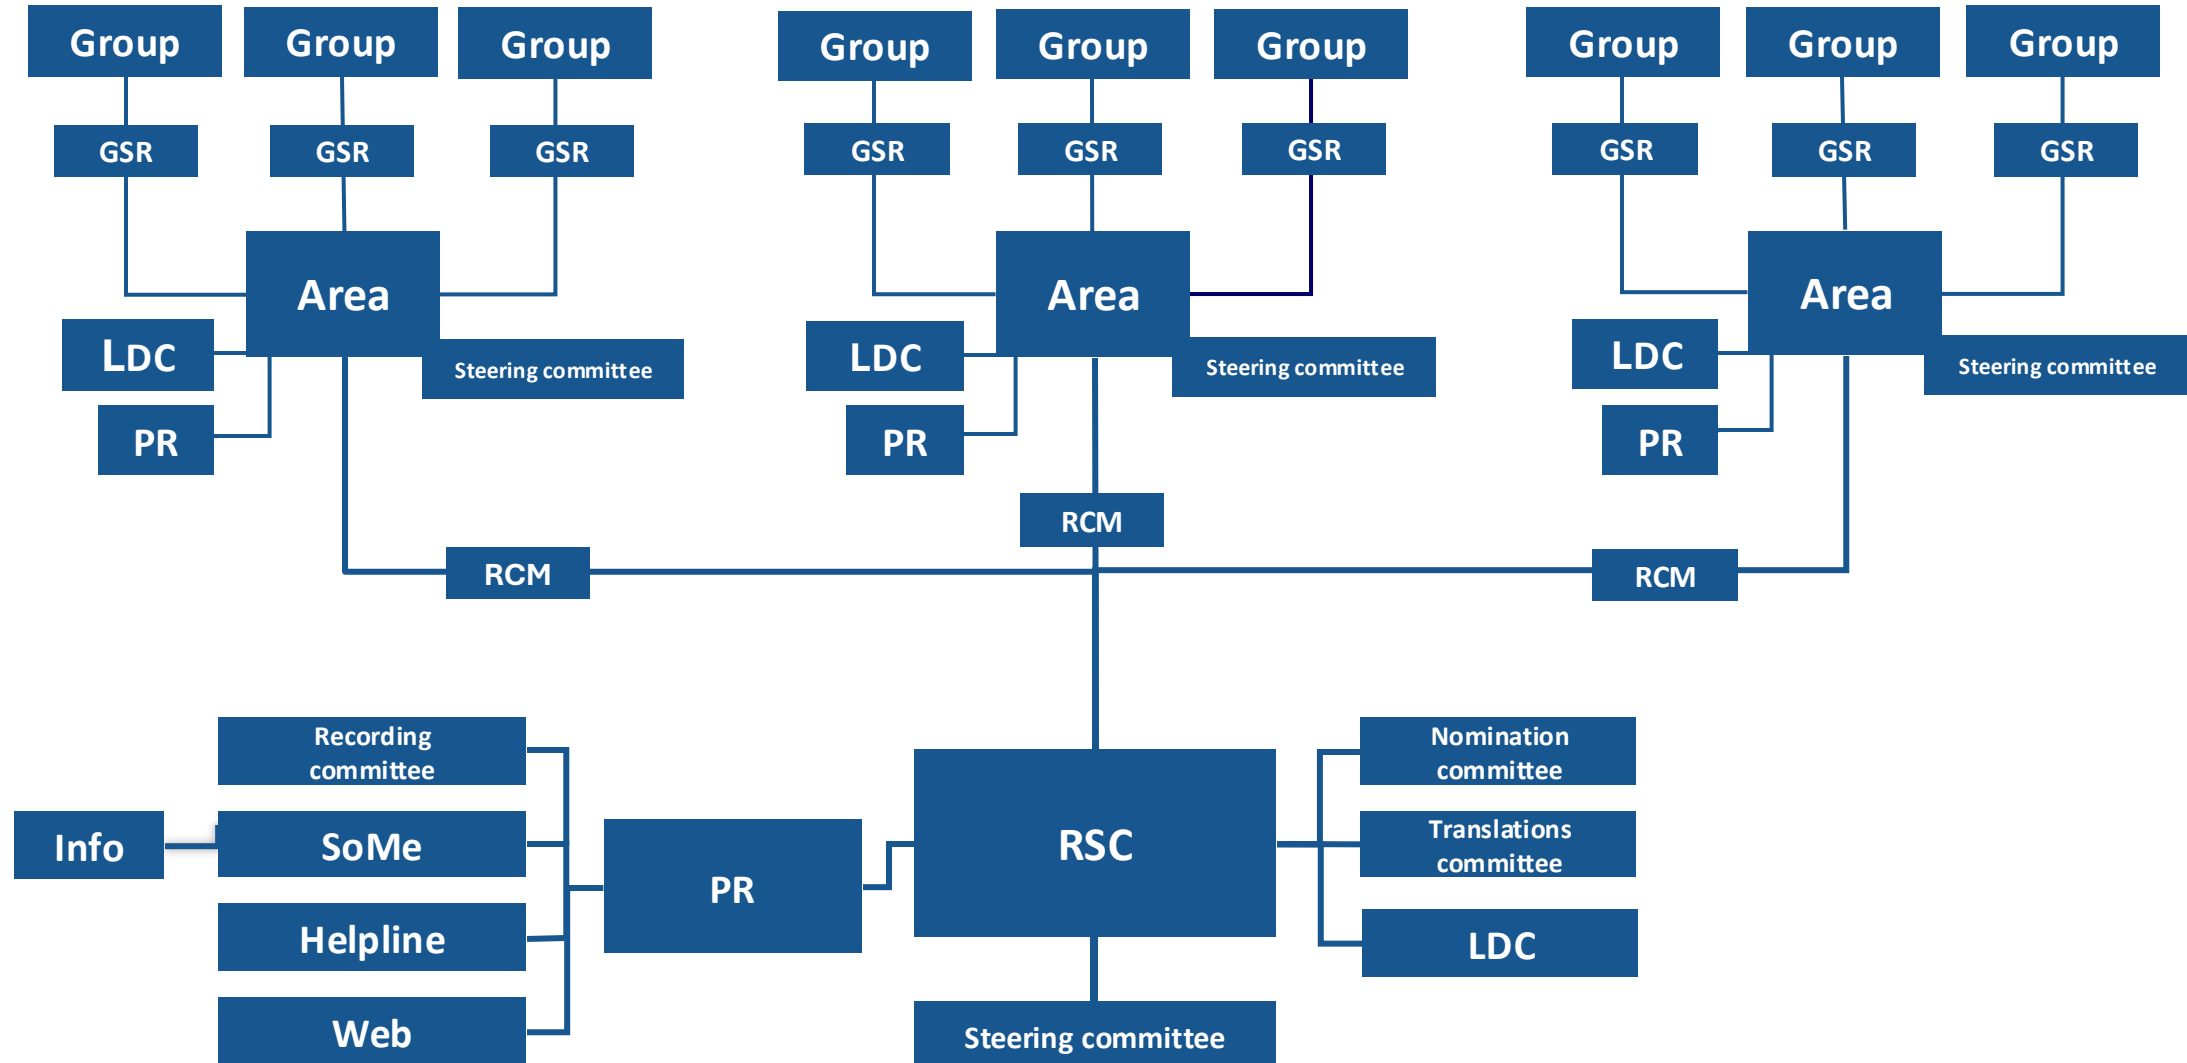 Group
Group
Group
Group
Group
Group
Group
Group
Group
GSR
GSR
GSR
GSR
GSR
GSR
GSR
GSR
GSR
Area
Area
Area
LDC
Steering committee
LDC
Steering committee
LDC
Steering committee
PR
PR
PR
RCM
RCM
RCM
Recording
committee
Nomination
committee
Info
SoMe
PR
RSC
Translations
committee
Helpline
LDC
Web
Steering committee